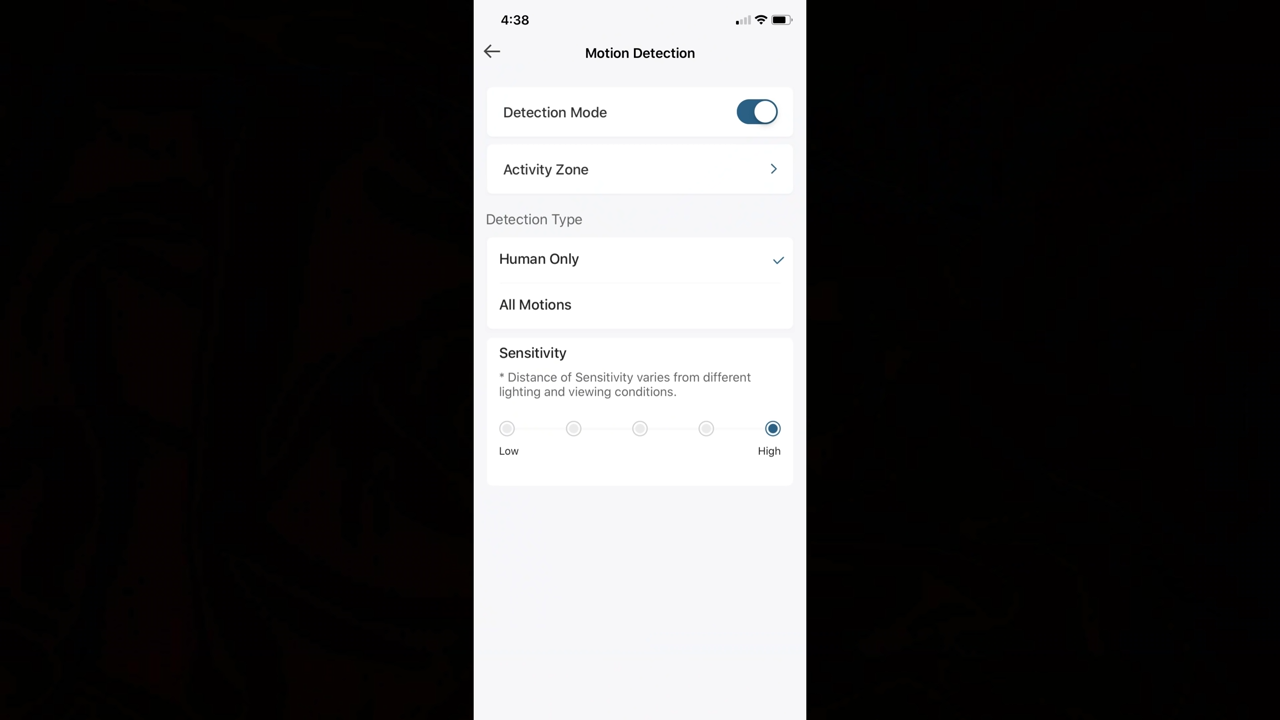 4:38
Motion Detection
Detection Mode
Activity Zone
Detection Type
Human Only
All Motions
Sensitivity
* Distance of Sensitivity varies from different
lighting and viewing conditions.
Low High